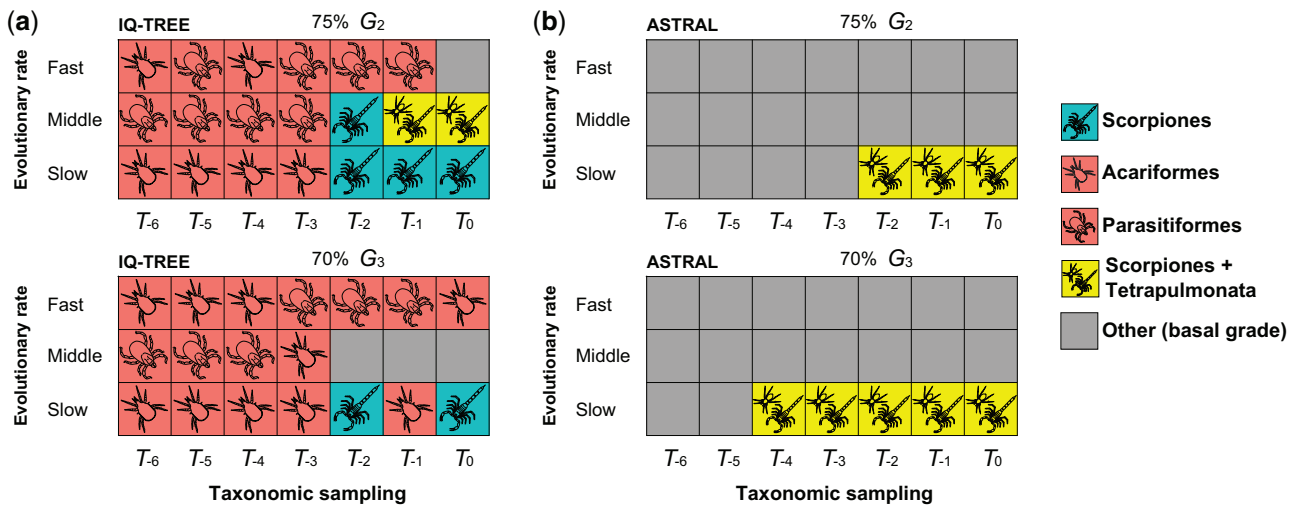 (a) IQ-TREE 75% G2
Evolutionary rate
Fast
Middle
Slow
T-6 T-5 T-4 T-3 T-2 T-1 T0
IQ-TREE 70% G3
Evolutionary rate
Fast
Middle
Slow
T-6 T-5 T-4 T-3 T-2 T-1 T0
Taxonomic sampling
(b) ASTRAL 75% G2
Evolutionary rate
Fast
Middle
Slow
T-6 T-5 T-4 T-3 T-2 T-1 T0
ASTRAL 70% G3
Evolutionary rate
Fast
Middle
Slow
T-6 T-5 T-4 T-3 T-2 T-1 T0
Taxonomic sampling
Scorpiones
Acariformes
Parasitiformes
Scorpiones +
Tetrapulmonata
Other (basal grade)